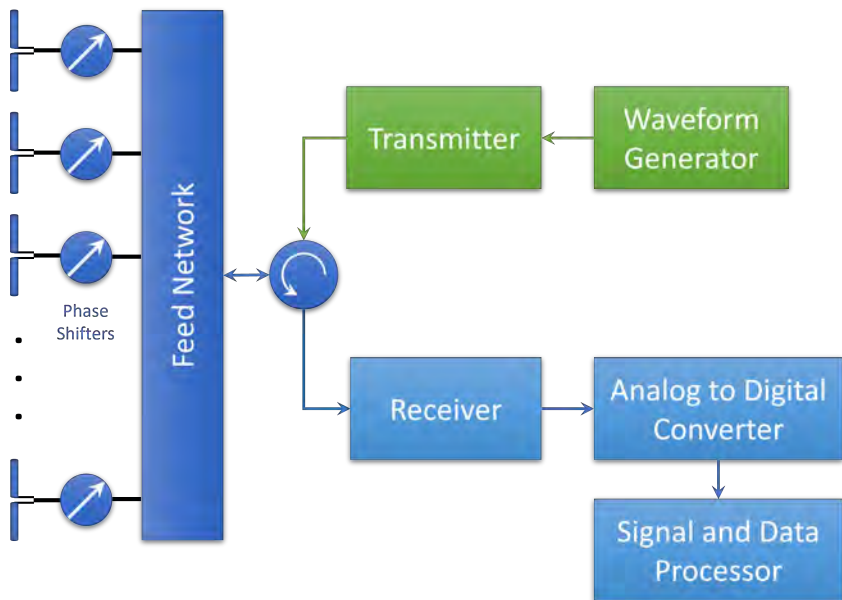 Transmitter
Waveform
Generator
Feed Network
Phase
Shifters
Receiver
Analog to Digital
Converter
Signal and Data
Processor